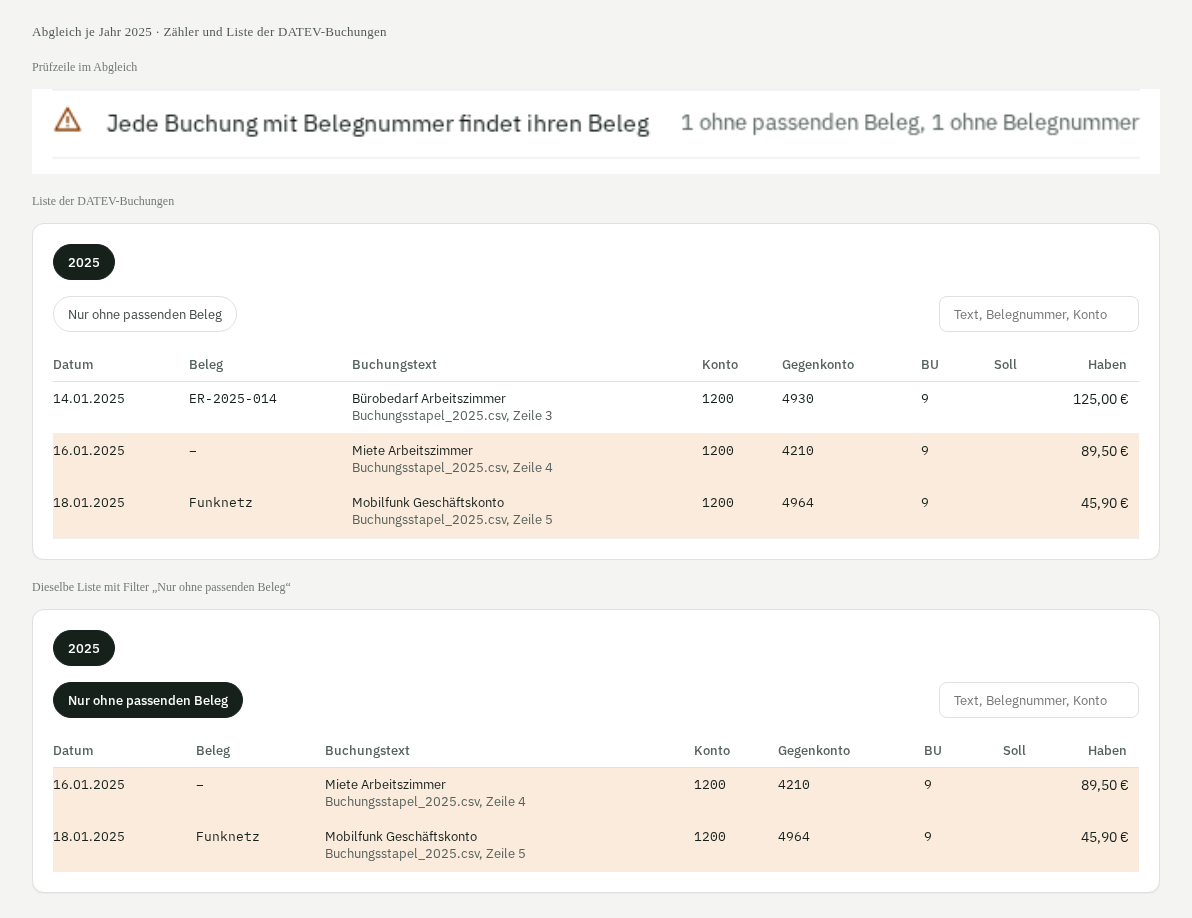 Abgleich je Jahr 2025 · Zähler und Liste der DATEV-Buchungen
Prüfzeile im Abgleich
Jede Buchung mit Belegnummer findet ihren Beleg 1 ohne passenden Beleg, 1 ohne Belegnummer
Liste der DATEV-Buchungen
2025
Nur ohne passenden Beleg Text, Belegnummer, Konto
Datum Beleg Buchungstext Konto Gegenkonto BU Soll Haben
14.01.2025 ER-2025-014 Bürobedarf Arbeitszimmer 1200 4930 9 125,00 €
Buchungsstapel_2025.csv, Zeile 3
16.01.2025 – Miete Arbeitszimmer 1200 4210 9 89,50 €
Buchungsstapel_2025.csv, Zeile 4
18.01.2025 Funknetz Mobilfunk Geschäftskonto 1200 4964 9 45,90 €
Buchungsstapel_2025.csv, Zeile 5
Dieselbe Liste mit Filter „Nur ohne passenden Beleg“
2025
Nur ohne passenden Beleg Text, Belegnummer, Konto
Datum Beleg Buchungstext Konto Gegenkonto BU Soll Haben
16.01.2025 – Miete Arbeitszimmer 1200 4210 9 89,50 €
Buchungsstapel_2025.csv, Zeile 4
18.01.2025 Funknetz Mobilfunk Geschäftskonto 1200 4964 9 45,90 €
Buchungsstapel_2025.csv, Zeile 5